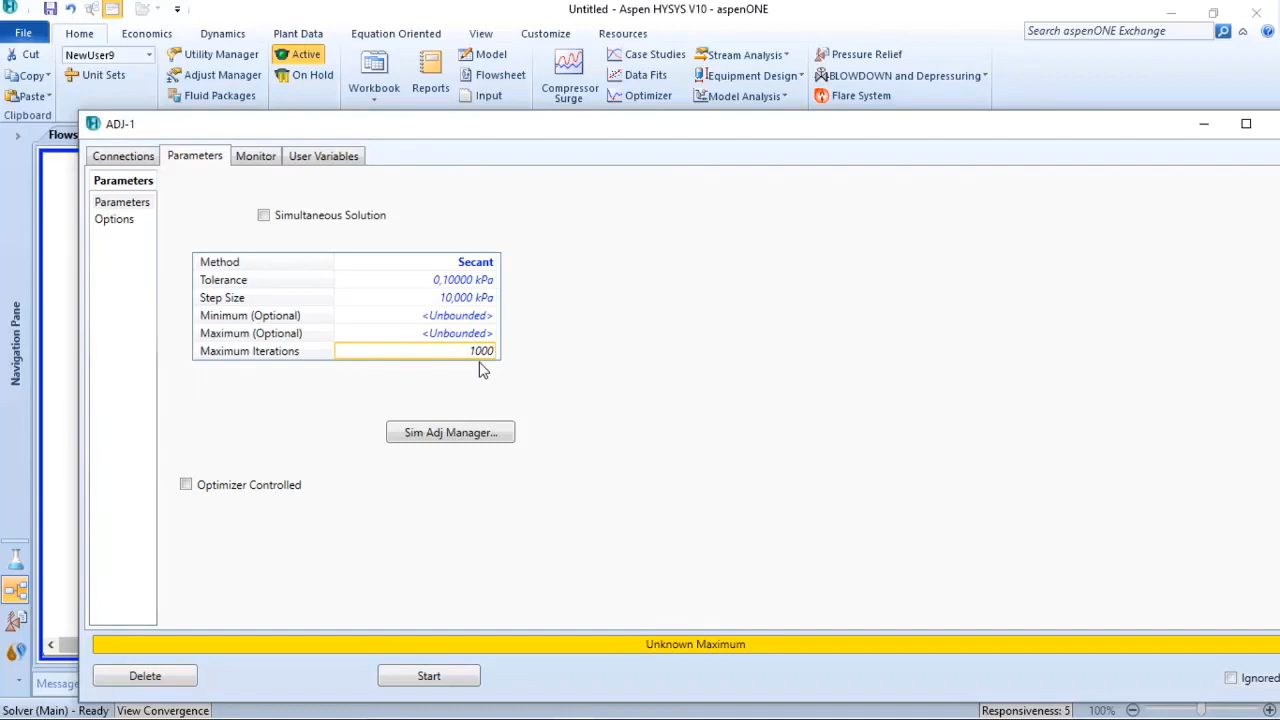 Untitled - Aspen HYSYS V10 - aspenONE
File Home Economics Dynamics Plant Data Equation Oriented View Customize Resources Search aspenONE Exchange
Cut NewUser9 Utility Manager Active Model Case Studies Stream Analysis Pressure Relief
Copy Unit Sets Adjust Manager On Hold Workbook Reports Flowsheet Compressor Surge Data Fits Equipment Design BLOWDOWN and Depressuring
Paste Fluid Packages Input Optimizer Model Analysis Flare System
Clipboard
ADJ-1
Flows
Connections Parameters Monitor User Variables
Parameters
Parameters
Options
Simultaneous Solution
Method Secant
Tolerance 0,10000 kPa
Step Size 10,000 kPa
Minimum (Optional) <Unbounded>
Maximum (Optional) <Unbounded>
Maximum Iterations 1000
Navigation Pane
Sim Adj Manager...
Optimizer Controlled
Unknown Maximum
Delete Start Ignored
Message
Solver (Main) - Ready View Convergence Responsiveness: 5 100%